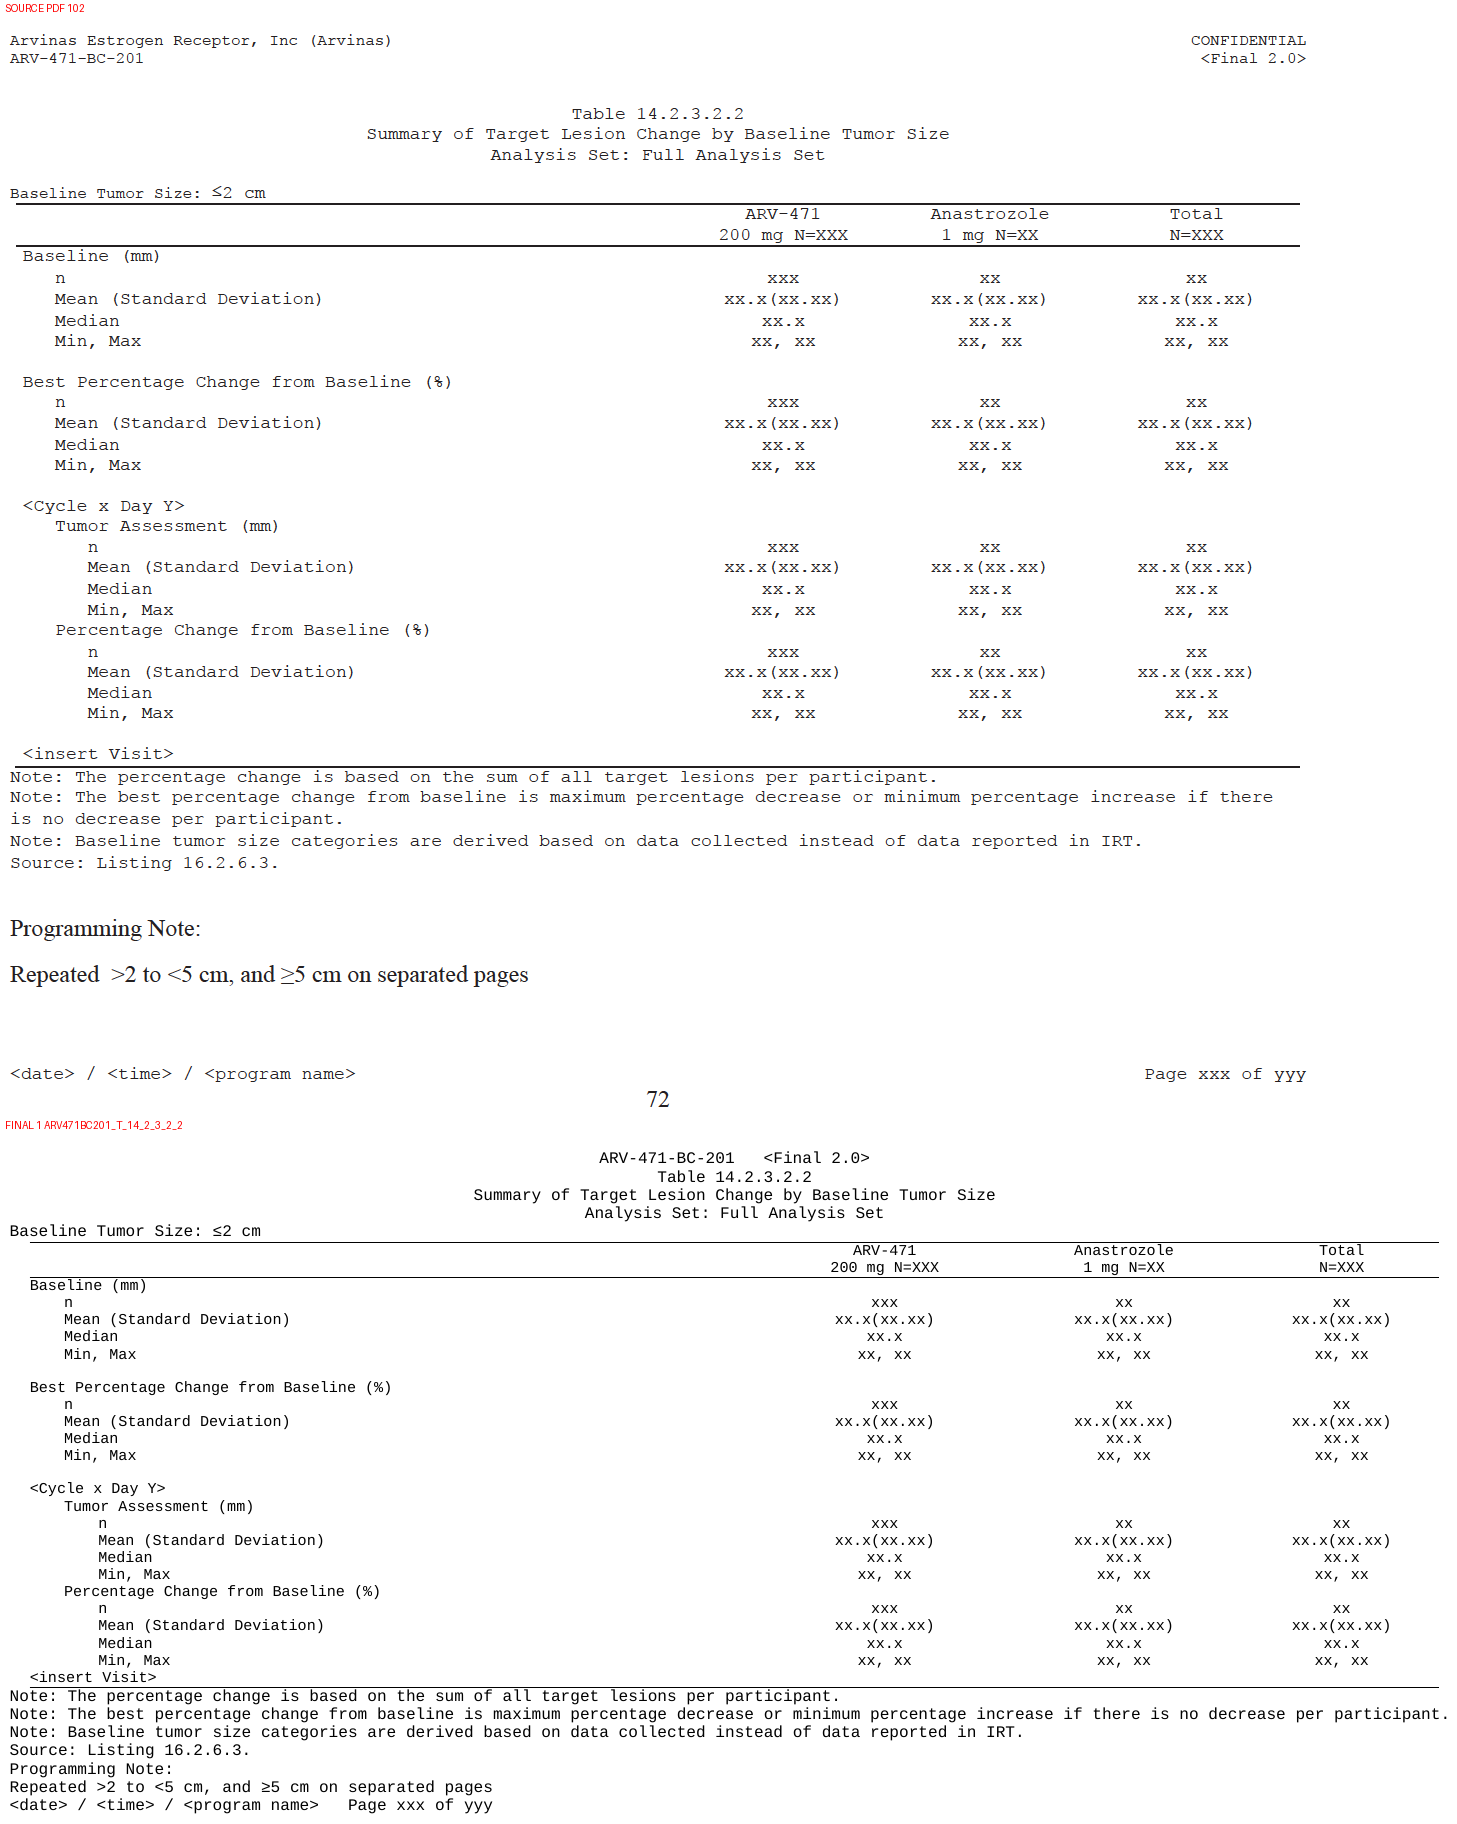 SOURCE PDF 102
Arvinas Estrogen Receptor, Inc (Arvinas) CONFIDENTIAL
ARV-471-BC-201 <Final 2.0>
Table 14.2.3.2.2
Summary of Target Lesion Change by Baseline Tumor Size
Analysis Set: Full Analysis Set
Baseline Tumor Size: ≤2 cm
ARV-471 Anastrozole Total
200 mg N=XXX 1 mg N=XX N=XXX
Baseline (mm)
n xxx xx xx
Mean (Standard Deviation) xx.x(xx.xx) xx.x(xx.xx) xx.x(xx.xx)
Median xx.x xx.x xx.x
Min, Max xx, xx xx, xx xx, xx
Best Percentage Change from Baseline (%)
n xxx xx xx
Mean (Standard Deviation) xx.x(xx.xx) xx.x(xx.xx) xx.x(xx.xx)
Median xx.x xx.x xx.x
Min, Max xx, xx xx, xx xx, xx
<Cycle x Day Y>
Tumor Assessment (mm)
n xxx xx xx
Mean (Standard Deviation) xx.x(xx.xx) xx.x(xx.xx) xx.x(xx.xx)
Median xx.x xx.x xx.x
Min, Max xx, xx xx, xx xx, xx
Percentage Change from Baseline (%)
n xxx xx xx
Mean (Standard Deviation) xx.x(xx.xx) xx.x(xx.xx) xx.x(xx.xx)
Median xx.x xx.x xx.x
Min, Max xx, xx xx, xx xx, xx
<insert Visit>
Note: The percentage change is based on the sum of all target lesions per participant.
Note: The best percentage change from baseline is maximum percentage decrease or minimum percentage increase if there
is no decrease per participant.
Note: Baseline tumor size categories are derived based on data collected instead of data reported in IRT.
Source: Listing 16.2.6.3.
Programming Note:
Repeated >2 to <5 cm, and ≥5 cm on separated pages
<date> / <time> / <program name> Page xxx of yyy
72
FINAL 1 ARV471BC201_T_14_2_3_2_2
ARV-471-BC-201 <Final 2.0>
Table 14.2.3.2.2
Summary of Target Lesion Change by Baseline Tumor Size
Analysis Set: Full Analysis Set
Baseline Tumor Size: ≤2 cm
ARV-471 Anastrozole Total
200 mg N=XXX 1 mg N=XX N=XXX
Baseline (mm)
n xxx xx xx
Mean (Standard Deviation) xx.x(xx.xx) xx.x(xx.xx) xx.x(xx.xx)
Median xx.x xx.x xx.x
Min, Max xx, xx xx, xx xx, xx
Best Percentage Change from Baseline (%)
n xxx xx xx
Mean (Standard Deviation) xx.x(xx.xx) xx.x(xx.xx) xx.x(xx.xx)
Median xx.x xx.x xx.x
Min, Max xx, xx xx, xx xx, xx
<Cycle x Day Y>
Tumor Assessment (mm)
n xxx xx xx
Mean (Standard Deviation) xx.x(xx.xx) xx.x(xx.xx) xx.x(xx.xx)
Median xx.x xx.x xx.x
Min, Max xx, xx xx, xx xx, xx
Percentage Change from Baseline (%)
n xxx xx xx
Mean (Standard Deviation) xx.x(xx.xx) xx.x(xx.xx) xx.x(xx.xx)
Median xx.x xx.x xx.x
Min, Max xx, xx xx, xx xx, xx
<insert Visit>
Note: The percentage change is based on the sum of all target lesions per participant.
Note: The best percentage change from baseline is maximum percentage decrease or minimum percentage increase if there is no decrease per participant.
Note: Baseline tumor size categories are derived based on data collected instead of data reported in IRT.
Source: Listing 16.2.6.3.
Programming Note:
Repeated >2 to <5 cm, and ≥5 cm on separated pages
<date> / <time> / <program name> Page xxx of yyy